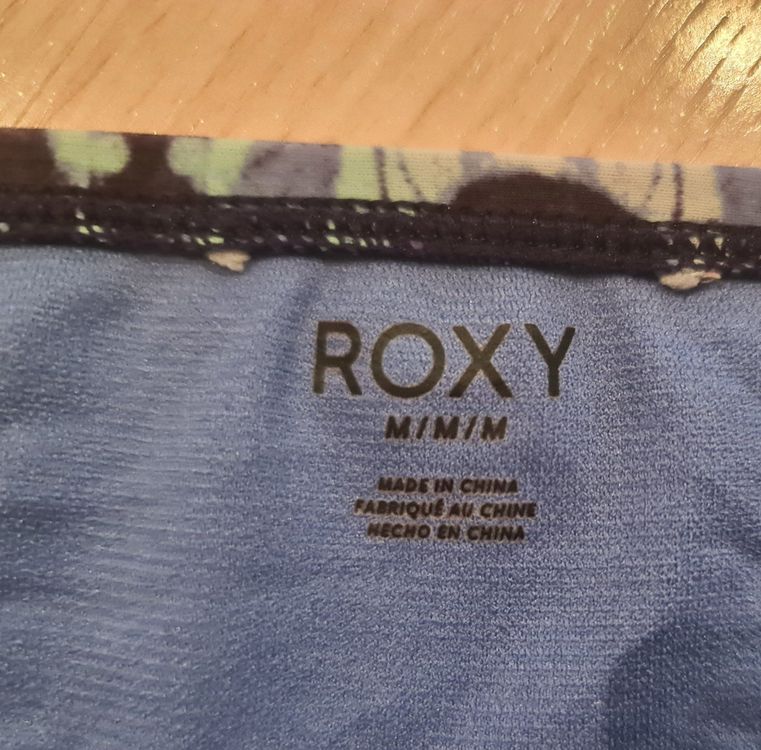 ROXY
M/M/M
MADE IN CHINA
FABRIQUÉ AU CHINE
HECHO EN CHINA